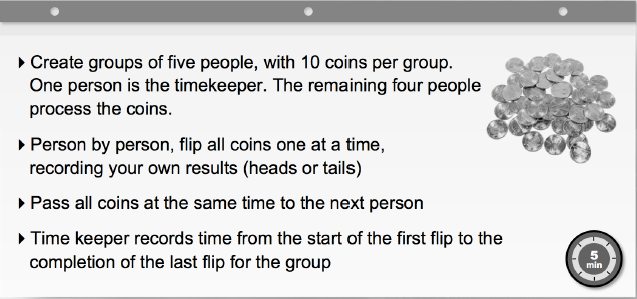 Create groups of five people, with 10 coins per group.
One person is the timekeeper. The remaining four people
process the coins.
Person by person, flip all coins one at a time,
recording your own results (heads or tails)
Pass all coins at the same time to the next person
Time keeper records time from the start of the first flip to the
completion of the last flip for the group
5
min